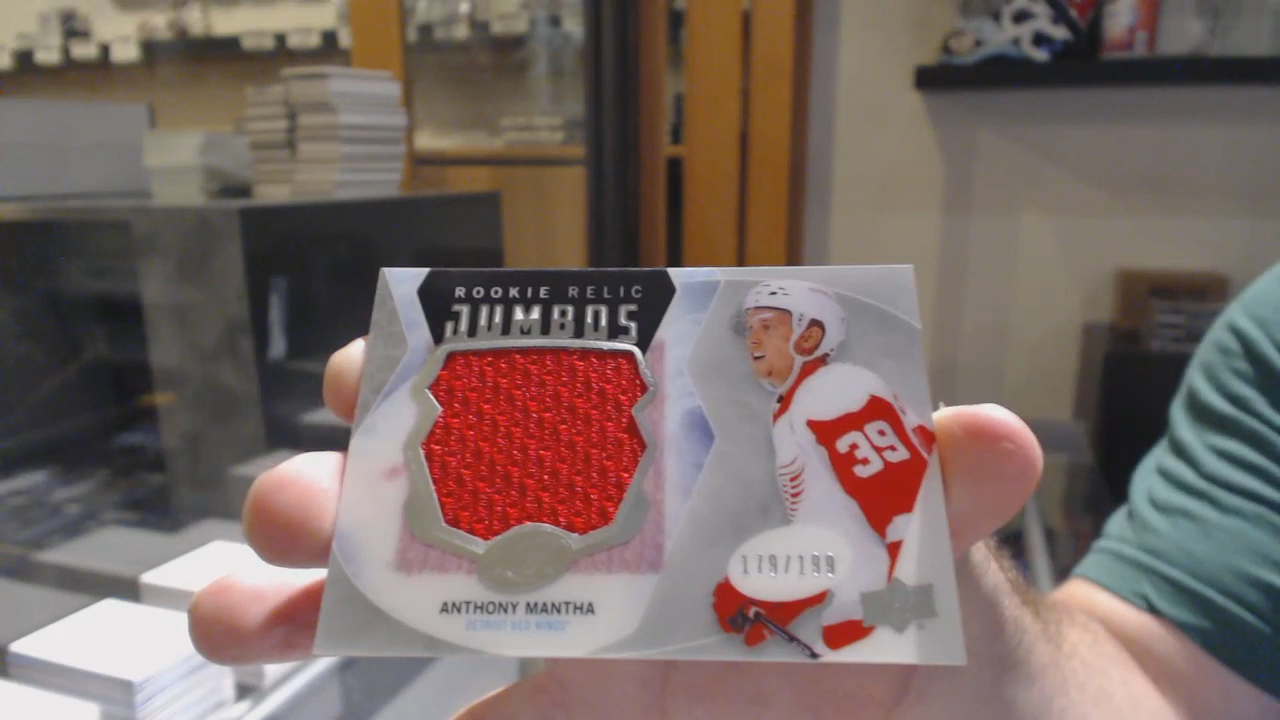 ROOKIE RELIC
JUMBOS
39
179/199
ANTHONY MANTHA
DETROIT RED WINGS